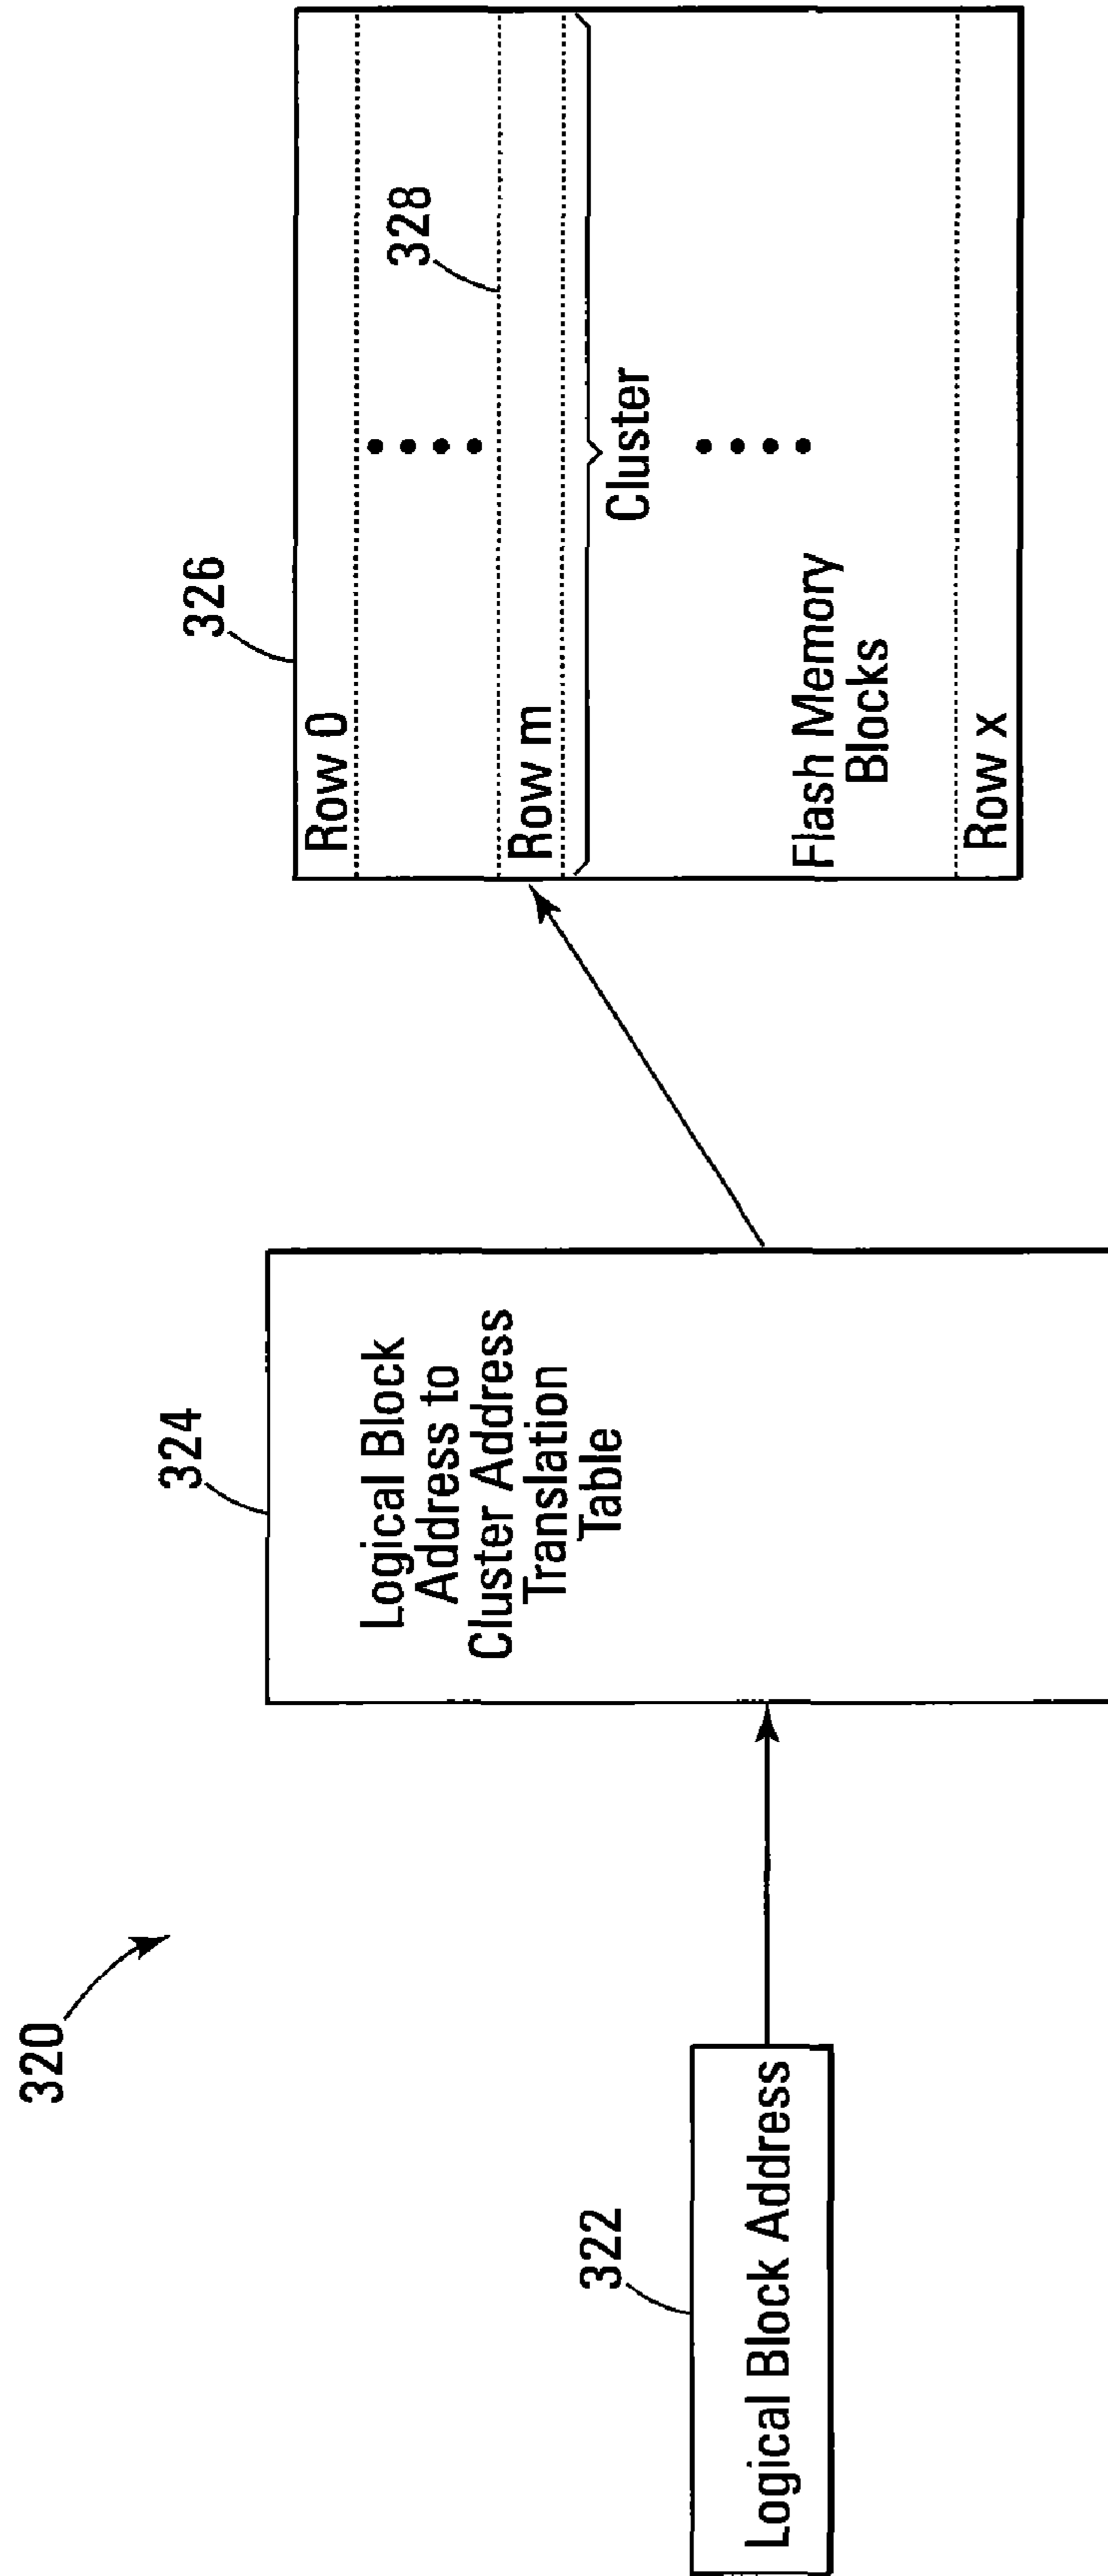 320
322
Logical Block Address
324
Logical Block
Address to
Cluster Address
Translation
Table
326
Row 0
328
Row m
Cluster
Flash Memory
Blocks
Row x